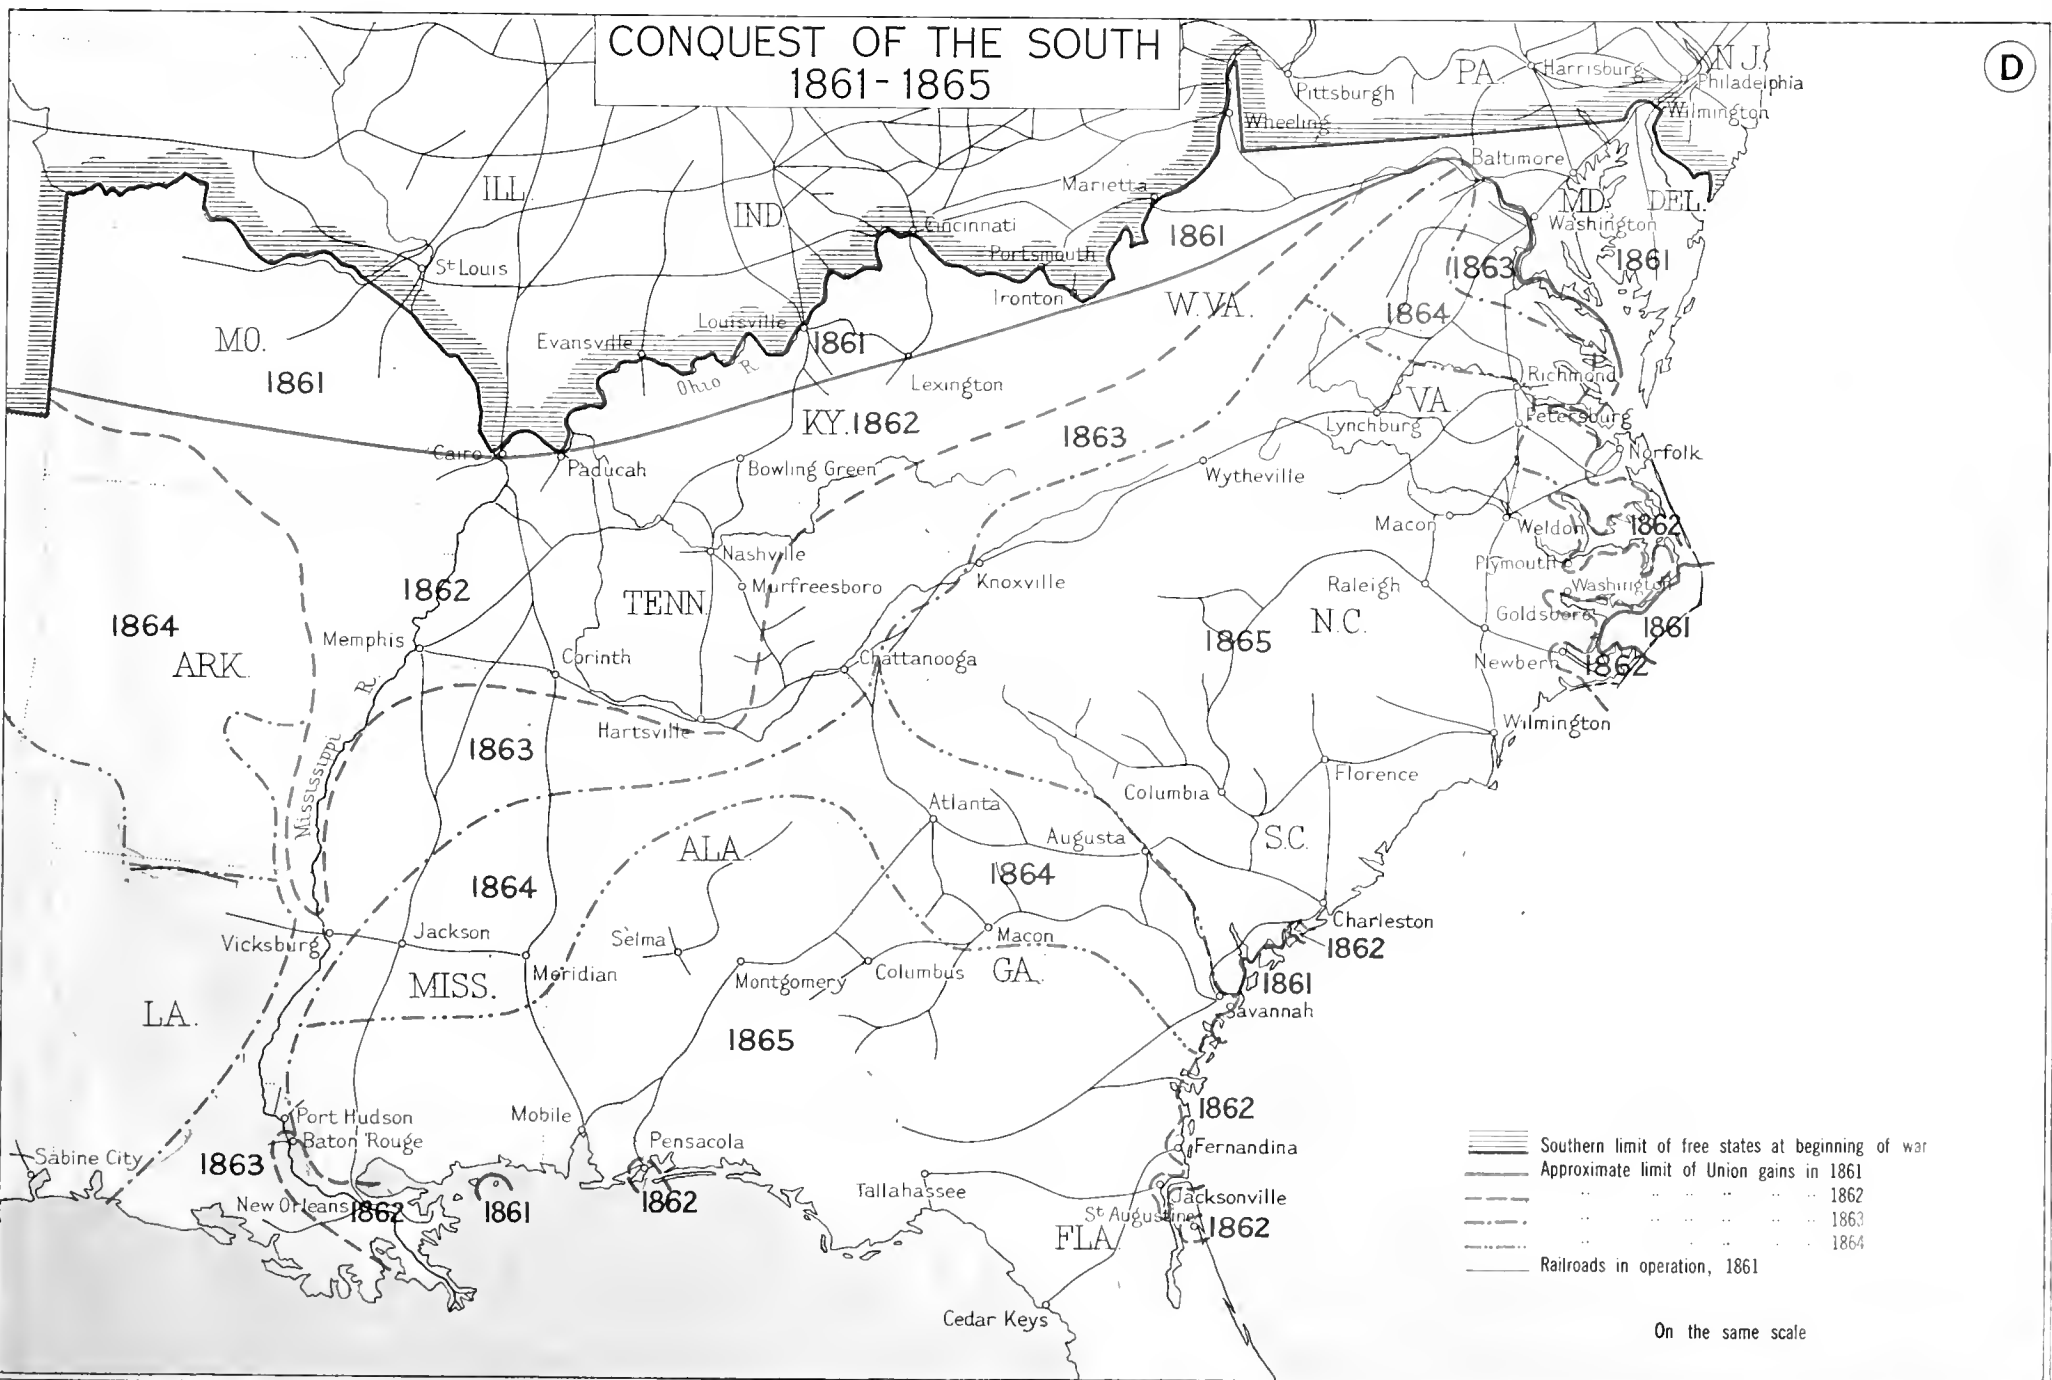 CONQUEST OF THE SOUTH
1861-1865
D
PA.
Harrisburg
N.J.
Philadelphia
Pittsburgh
Wilmington
Wheeling
Baltimore
Marietta
ILL.
IND.
MD.
DEL.
Cincinnati
Washington
1861
Portsmouth
1861
St Louis
1863
Ironton
W.VA.
1864
Louisville
MO.
Evansville
1861
Ohio R.
1861
Lexington
Richmond
VA.
KY. 1862
Petersburg
Lynchburg
1863
Cairo
Paducah
Bowling Green
Norfolk
Wytheville
Macon
Weldon
1862
Nashville
Plymouth
1862
Murfreesboro
Knoxville
Raleigh
Washington
TENN.
Goldsboro
1864
Memphis
1865
N.C.
1861
ARK.
Corinth
Chattanooga
Newbern
1862
Mississippi R.
Hartsville
Wilmington
1863
Florence
Columbia
Atlanta
Augusta
S.C.
ALA.
1864
1864
Charleston
Vicksburg
Jackson
Selma
Macon
1862
Meridian
MISS.
Montgomery
Columbus
GA.
1861
LA.
Savannah
1865
1862
Port Hudson
Mobile
Baton Rouge
Pensacola
Fernandina
Sabine City
1863
Tallahassee
Jacksonville
New Orleans
1862
1861
1862
St Augustine
1862
FLA.
Cedar Keys
Southern limit of free states at beginning of war
Approximate limit of Union gains in 1861
" " " " " " 1862
" " " " " " 1863
" " " " " 1864
Railroads in operation, 1861
On the same scale